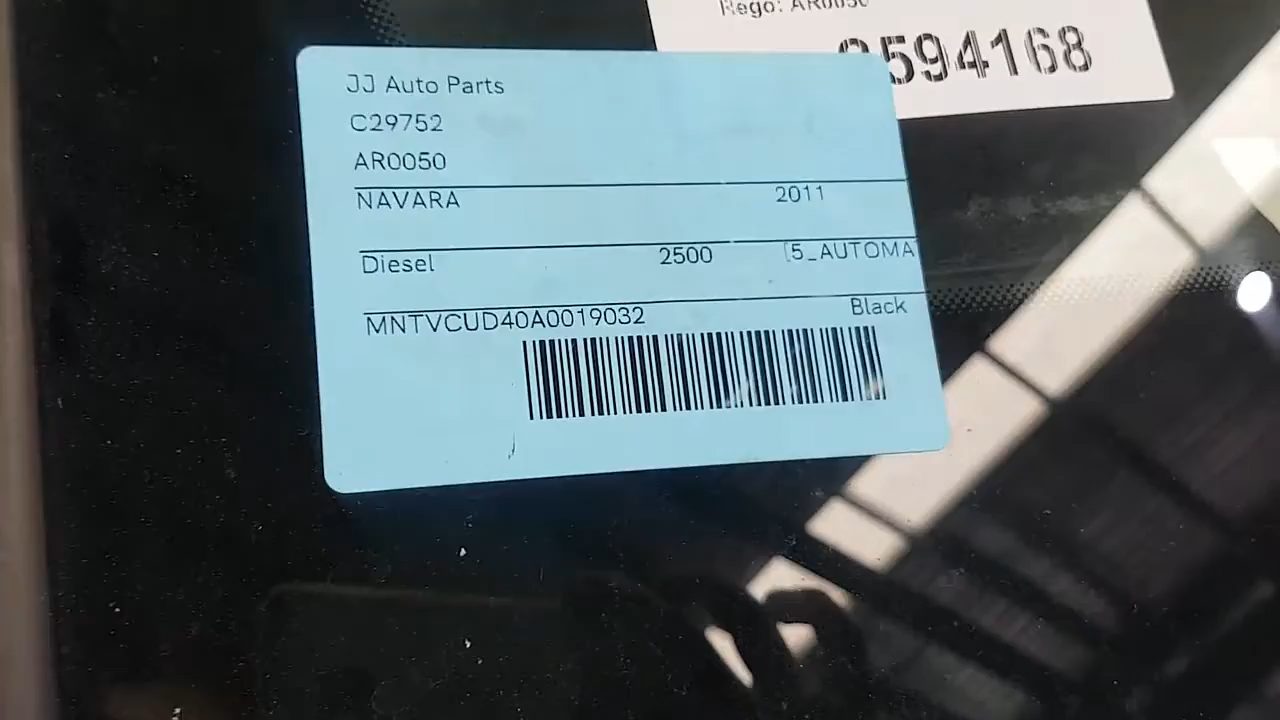 Rego: AR0050
594168
JJ Auto Parts
C29752
AR0050
NAVARA 2011
Diesel 2500 [5_AUTOMA
MNTVCUD40A0019032 Black